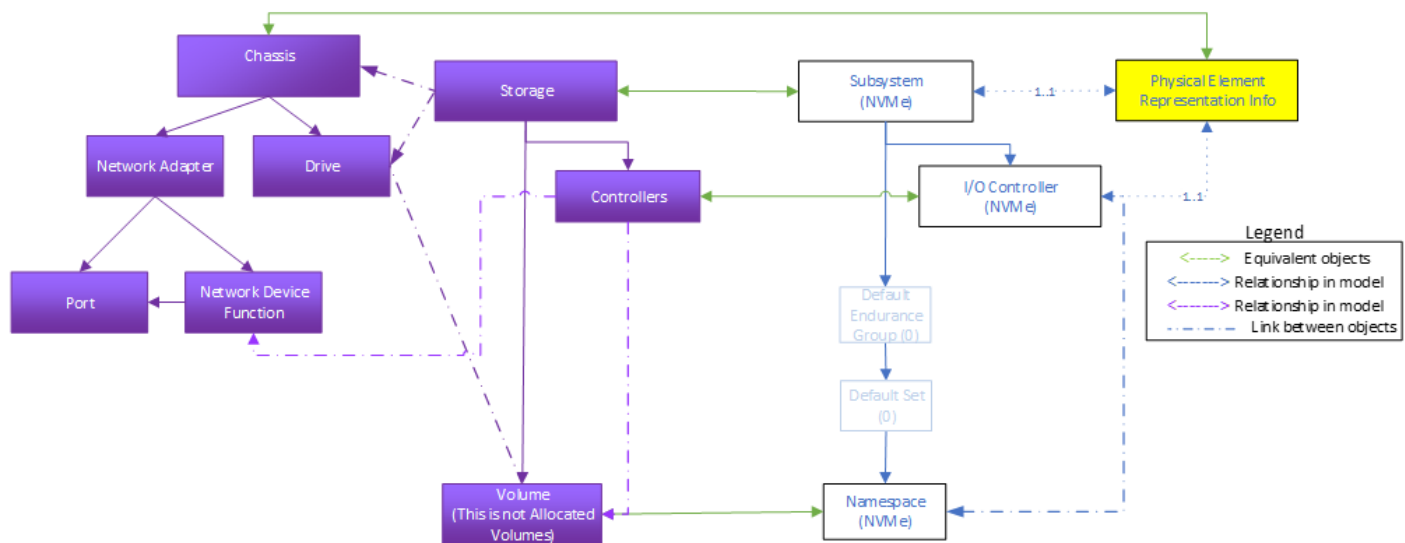 Chassis
Storage
Subsystem
(NVMe)
1..1
Physical Element
Representation Info
Network Adapter
Drive
Controllers
I/O Controller
(NVMe)
1..1
Legend
Equivalent objects
Relationship in model
Relationship in model
Link between objects
Port
Network Device
Function
Default
Endurance
Group (0)
Default Set
(0)
Volume
(This is not Allocated
Volumes)
Namespace
(NVMe)